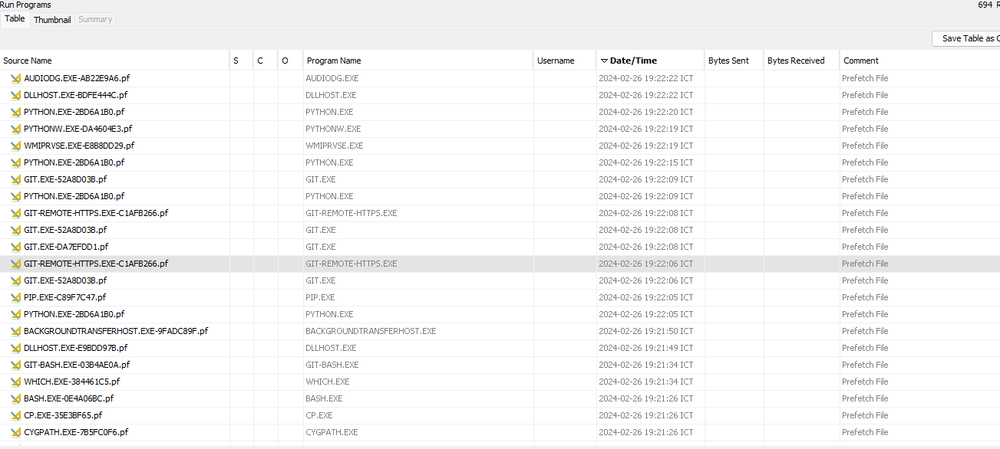 Run Programs 694 R
Table Thumbnail Summary
Save Table as C
Source Name S C O Program Name Username Date/Time Bytes Sent Bytes Received Comment
AUDIODG.EXE-AB22E9A6.pf AUDIODG.EXE 2024-02-26 19:22:22 ICT Prefetch File
DLLHOST.EXE-BDFE444C.pf DLLHOST.EXE 2024-02-26 19:22:22 ICT Prefetch File
PYTHON.EXE-2BD6A1B0.pf PYTHON.EXE 2024-02-26 19:22:20 ICT Prefetch File
PYTHONW.EXE-DA4604E3.pf PYTHONW.EXE 2024-02-26 19:22:19 ICT Prefetch File
WMIPRVSE.EXE-E8B8DD29.pf WMIPRVSE.EXE 2024-02-26 19:22:19 ICT Prefetch File
PYTHON.EXE-2BD6A1B0.pf PYTHON.EXE 2024-02-26 19:22:15 ICT Prefetch File
GIT.EXE-52A8D03B.pf GIT.EXE 2024-02-26 19:22:09 ICT Prefetch File
PYTHON.EXE-2BD6A1B0.pf PYTHON.EXE 2024-02-26 19:22:09 ICT Prefetch File
GIT-REMOTE-HTTPS.EXE-C1AFB266.pf GIT-REMOTE-HTTPS.EXE 2024-02-26 19:22:08 ICT Prefetch File
GIT.EXE-52A8D03B.pf GIT.EXE 2024-02-26 19:22:08 ICT Prefetch File
GIT.EXE-DA7EFDD1.pf GIT.EXE 2024-02-26 19:22:08 ICT Prefetch File
GIT-REMOTE-HTTPS.EXE-C1AFB266.pf GIT-REMOTE-HTTPS.EXE 2024-02-26 19:22:06 ICT Prefetch File
GIT.EXE-52A8D03B.pf GIT.EXE 2024-02-26 19:22:06 ICT Prefetch File
PIP.EXE-C89F7C47.pf PIP.EXE 2024-02-26 19:22:05 ICT Prefetch File
PYTHON.EXE-2BD6A1B0.pf PYTHON.EXE 2024-02-26 19:22:05 ICT Prefetch File
BACKGROUNDTRANSFERHOST.EXE-9FADC89F.pf BACKGROUNDTRANSFERHOST.EXE 2024-02-26 19:21:50 ICT Prefetch File
DLLHOST.EXE-E9BDD97B.pf DLLHOST.EXE 2024-02-26 19:21:49 ICT Prefetch File
GIT-BASH.EXE-03B4AE0A.pf GIT-BASH.EXE 2024-02-26 19:21:34 ICT Prefetch File
WHICH.EXE-384461C5.pf WHICH.EXE 2024-02-26 19:21:34 ICT Prefetch File
BASH.EXE-0E4A06BC.pf BASH.EXE 2024-02-26 19:21:26 ICT Prefetch File
CP.EXE-35E3BF65.pf CP.EXE 2024-02-26 19:21:26 ICT Prefetch File
CYGPATH.EXE-7B5FC0F6.pf CYGPATH.EXE 2024-02-26 19:21:26 ICT Prefetch File